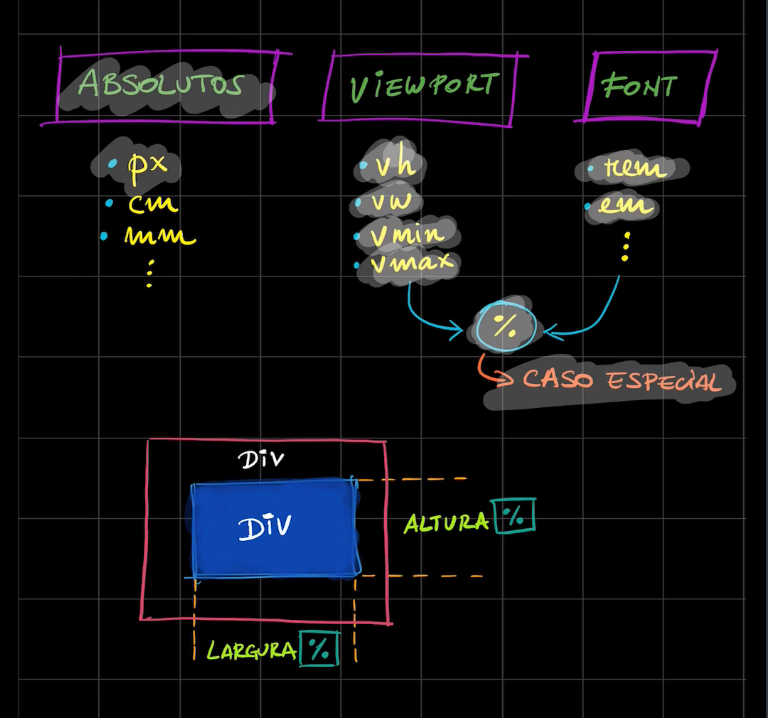 ABSOLUTOS
• px
• cm
• mm
⋮
VIEWPORT
• vh
• vw
• vmin
• vmax
FONT
• rem
• em
⋮
%
CASO ESPECIAL
DIV
DIV
ALTURA %
LARGURA %